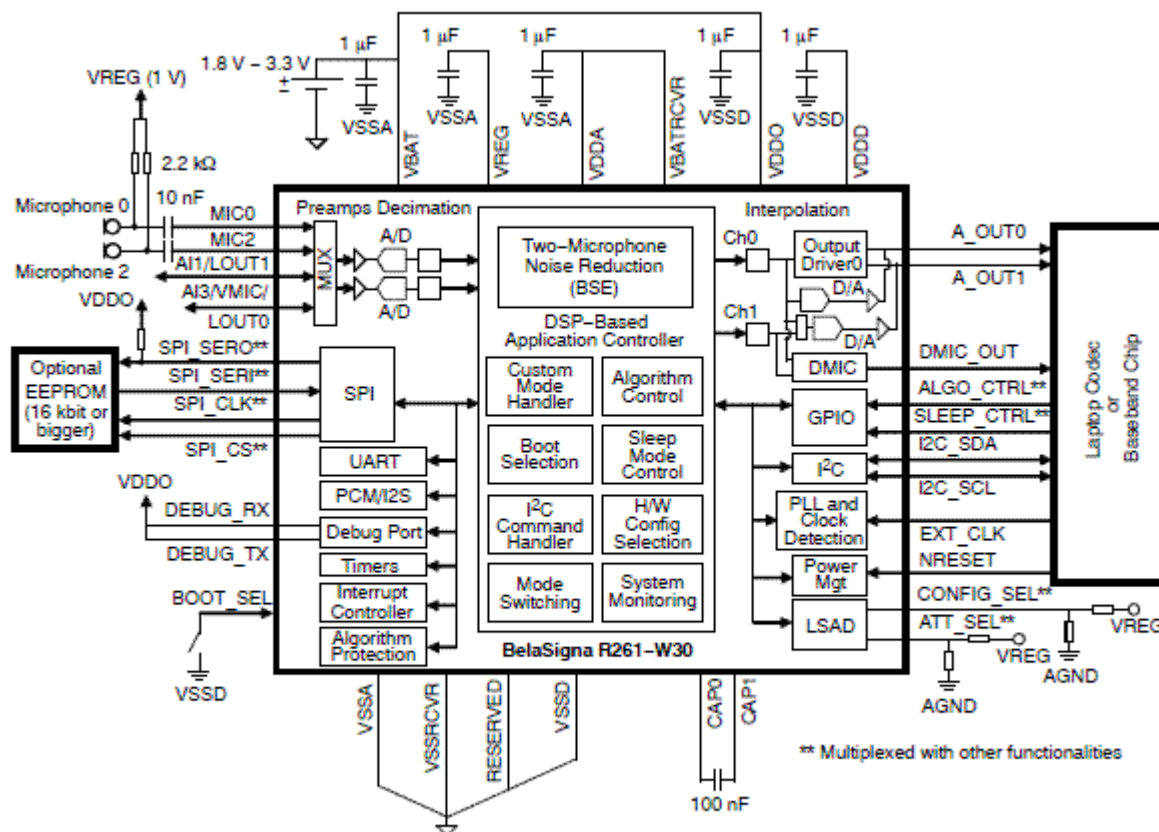 1 µF
1 µF
1 µF
1 µF
1 µF
1.8 V – 3.3 V
±
VREG (1 V)
VSSA
VSSA
VSSA
VSSD
VSSD
VBAT
VREG
VDDA
VBATRCVR
VDDO
VDDD
2.2 kΩ
10 nF
Microphone 0
Microphone 2
MIC0
MIC2
AI1/LOUT1
AI3/VMIC/
LOUT0
VDDO
SPI_SERO**
SPI_SERI**
SPI_CLK**
SPI_CS**
Optional
EEPROM
(16 kbit or
bigger)
VDDO
DEBUG_RX
DEBUG_TX
BOOT_SEL
VSSD
Preamps Decimation
MUX
A/D
A/D
SPI
UART
PCM/I2S
Debug Port
Timers
Interrupt
Controller
Algorithm
Protection
Two–Microphone
Noise Reduction
(BSE)
DSP–Based
Application Controller
Custom
Mode
Handler
Algorithm
Control
Boot
Selection
Sleep
Mode
Control
I²C
Command
Handler
H/W
Config
Selection
Mode
Switching
System
Monitoring
BelaSigna R261–W30
Interpolation
Ch0
Ch1
Output
Driver0
D/A
D/A
DMIC
GPIO
I²C
PLL and
Clock
Detection
Power
Mgt
LSAD
A_OUT0
A_OUT1
DMIC_OUT
ALGO_CTRL**
SLEEP_CTRL**
I2C_SDA
I2C_SCL
EXT_CLK
NRESET
CONFIG_SEL**
ATT_SEL**
Laptop Codec
or
Baseband Chip
VREG
VREG
AGND
AGND
VSSA
VSSRCVR
RESERVED
VSSD
CAP0
CAP1
100 nF
** Multiplexed with other functionalities